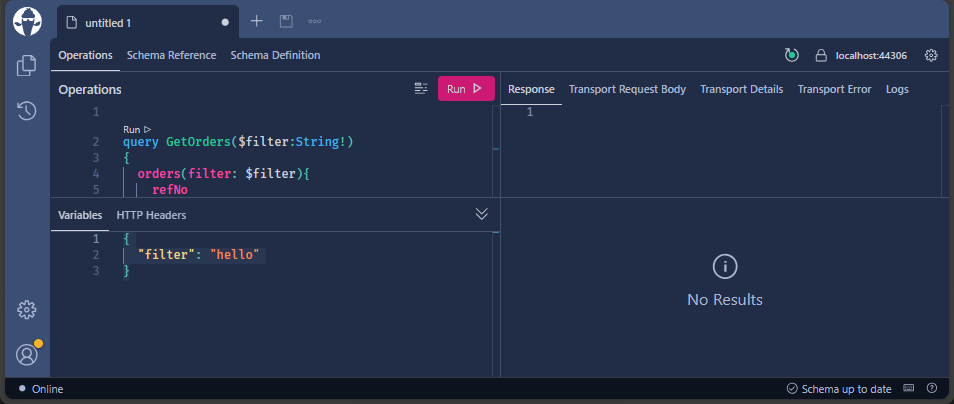 untitled 1
Operations Schema Reference Schema Definition localhost:44306
Operations Run
Response Transport Request Body Transport Details Transport Error Logs
1
Run
2 query GetOrders($filter:String!)
3 {
4 orders(filter: $filter){
5 refNo
1
Variables HTTP Headers
1 {
2 "filter": "hello"
3 }
No Results
Online Schema up to date